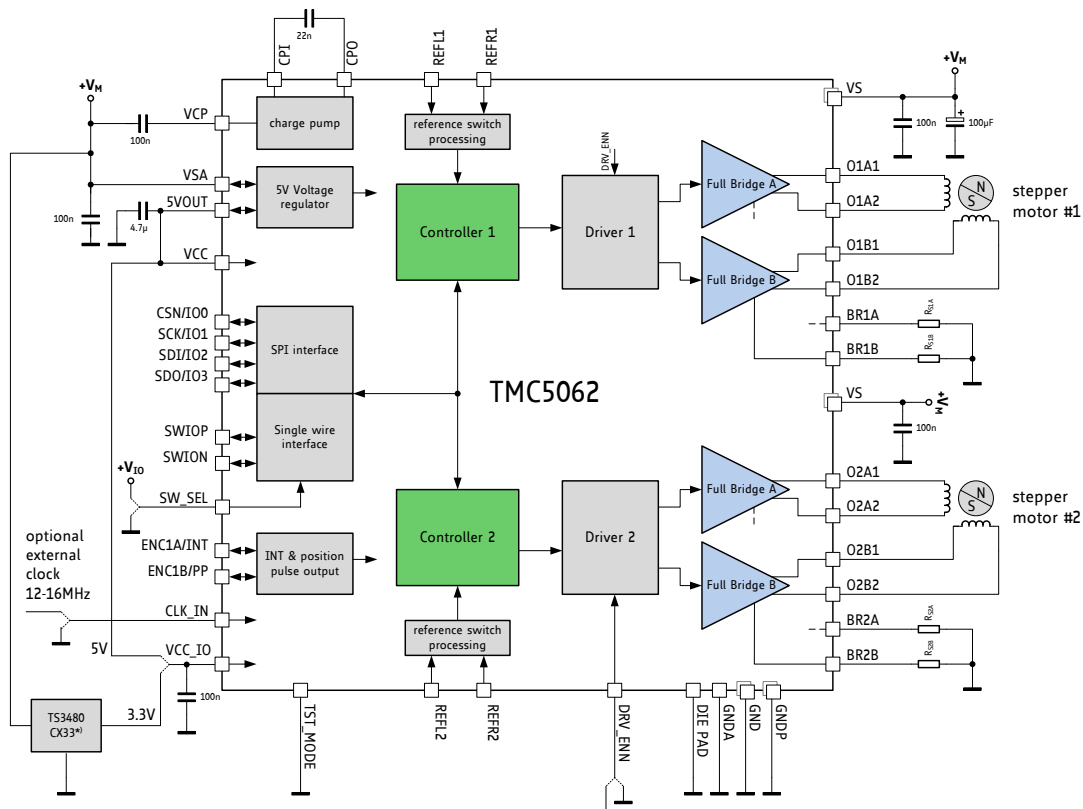 22n
CPI
CPO
REFL1
REFR1
+VM
VCP
100n
charge pump
reference switch
processing
VS
+VM
100n
+
100µF
VSA
5VOUT
100n
4.7µ
5V Voltage
regulator
VCC
Controller 1
DRV_ENN
Driver 1
Full Bridge A
Full Bridge B
O1A1
O1A2
O1B1
O1B2
N
S
stepper
motor #1
BR1A
RS1A
BR1B
RS1B
CSN/IO0
SCK/IO1
SDI/IO2
SDO/IO3
SPI interface
TMC5062
VS
+VM
100n
SWIOP
SWION
Single wire
interface
+VIO
SW_SEL
Controller 2
Driver 2
Full Bridge A
Full Bridge B
O2A1
O2A2
O2B1
O2B2
N
S
stepper
motor #2
optional
external
clock
12-16MHz
ENC1A/INT
ENC1B/PP
INT & position
pulse output
CLK_IN
reference switch
processing
BR2A
RS2A
BR2B
RS2B
5V
VCC_IO
100n
3.3V
TS3480
CX33*)
TST_MODE
REFL2
REFR2
DRV_ENN
DIE PAD
GNDA
GND
GNDP